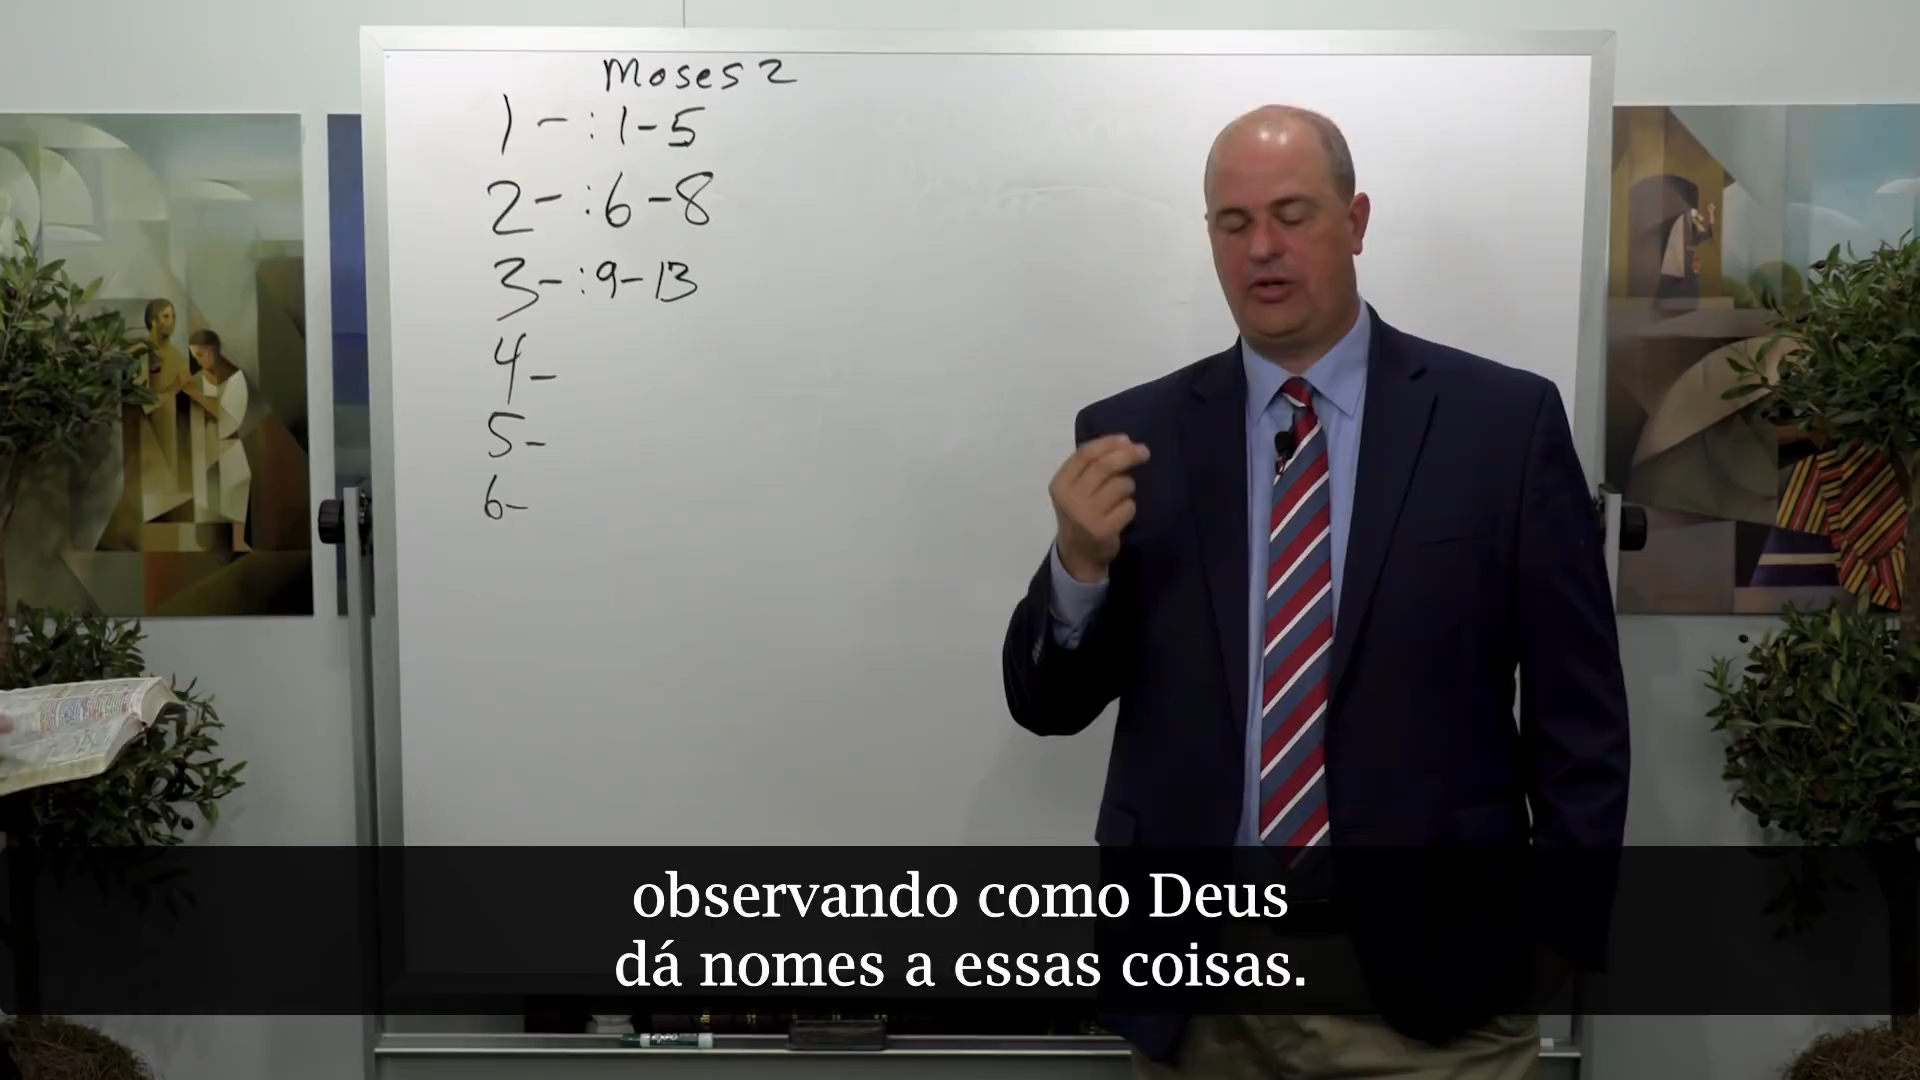 Moses 2
1 - :1-5
2 - :6-8
3 - :9-13
4 -
5 -
6 -
observando como Deus
dá nomes a essas coisas.
EXPO